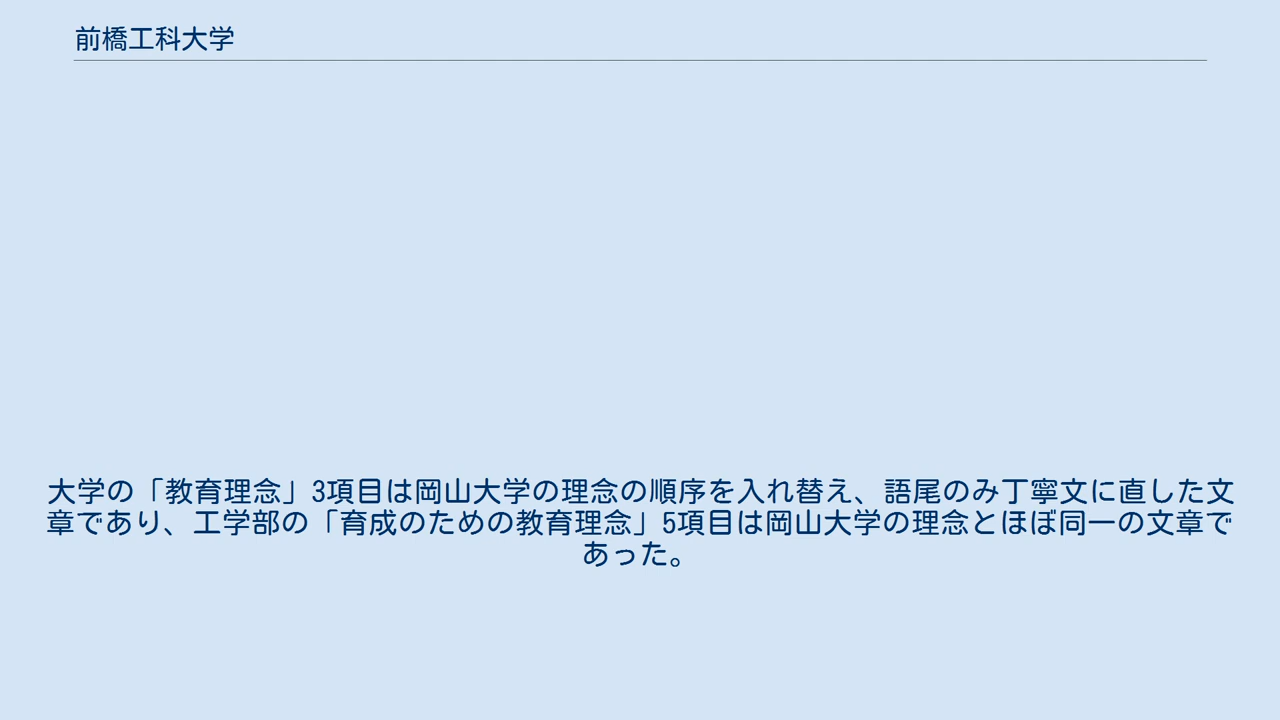 前橋工科大学
大学の「教育理念」3項目は岡山大学の理念の順序を入れ替え、語尾のみ丁寧文に直した文
章であり、工学部の「育成のための教育理念」5項目は岡山大学の理念とほぼ同一の文章で
あった。